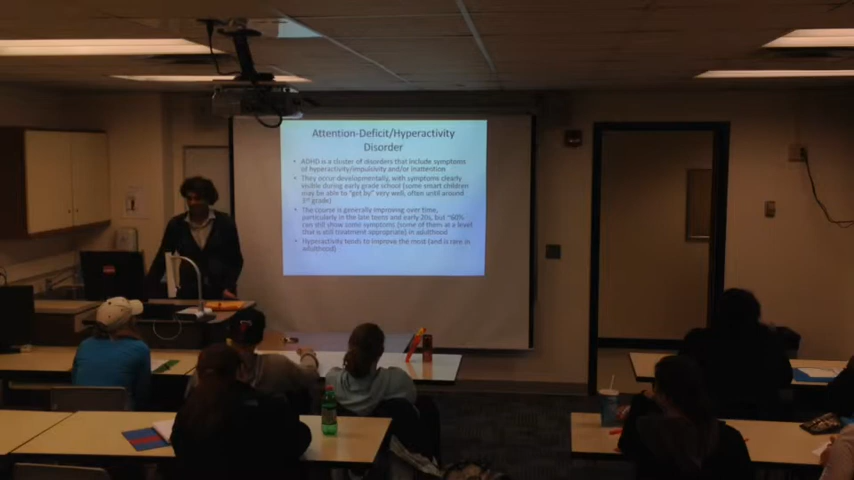 Attention-Deficit/Hyperactivity
Disorder
• ADHD is a cluster of disorders that include symptoms
of hyperactivity/impulsivity and/or inattention
• They occur developmentally, with symptoms clearly
visible during early grade school (some smart children
may be able to "get by" very well, often until around
3rd grade)
• The course is generally improving over time,
particularly in the late teens and early 20s, but ~60%
can still show some symptoms (some of them at a level
that is still treatment appropriate) in adulthood
• Hyperactivity tends to improve the most (and is rare in
adulthood)